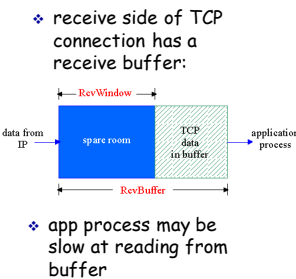 ❖ receive side of TCP
connection has a
receive buffer:
RcvWindow
data from
IP
spare room
TCP
data
in buffer
application
process
RcvBuffer
❖ app process may be
slow at reading from
buffer